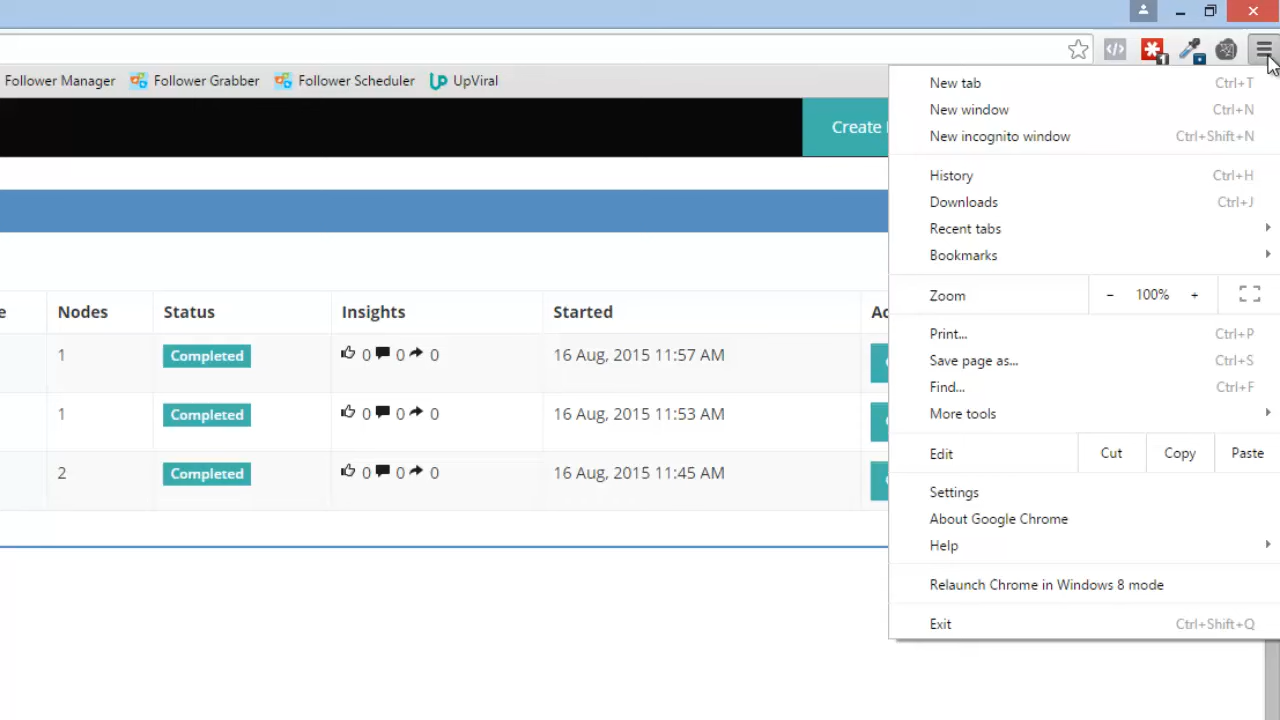 Follower Manager Follower Grabber Follower Scheduler UpViral
Create
New tab Ctrl+T
New window Ctrl+N
New incognito window Ctrl+Shift+N
History Ctrl+H
Downloads Ctrl+J
Recent tabs
Bookmarks
Zoom - 100% +
Print... Ctrl+P
Save page as... Ctrl+S
Find... Ctrl+F
More tools
Edit Cut Copy Paste
Settings
About Google Chrome
Help
Relaunch Chrome in Windows 8 mode
Exit Ctrl+Shift+Q
Nodes Status Insights Started
1 Completed 0 0 0 16 Aug, 2015 11:57 AM
1 Completed 0 0 0 16 Aug, 2015 11:53 AM
2 Completed 0 0 0 16 Aug, 2015 11:45 AM